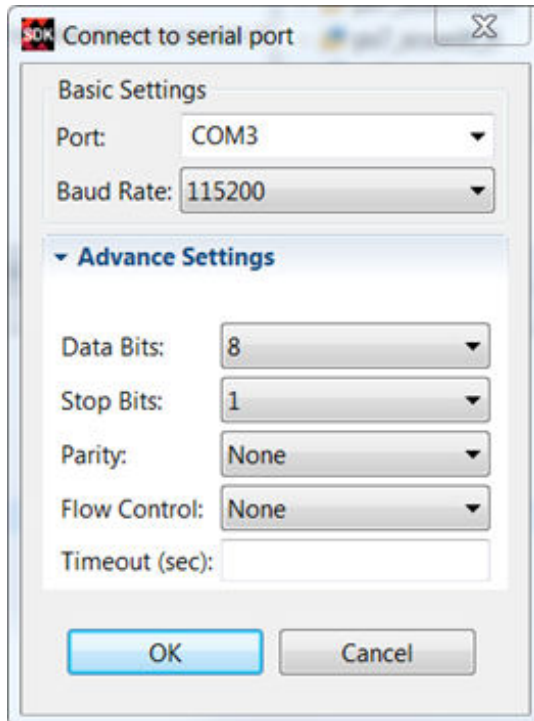 SDK Connect to serial port
Basic Settings
Port: COM3
Baud Rate: 115200
Advance Settings
Data Bits: 8
Stop Bits: 1
Parity: None
Flow Control: None
Timeout (sec):
OK Cancel